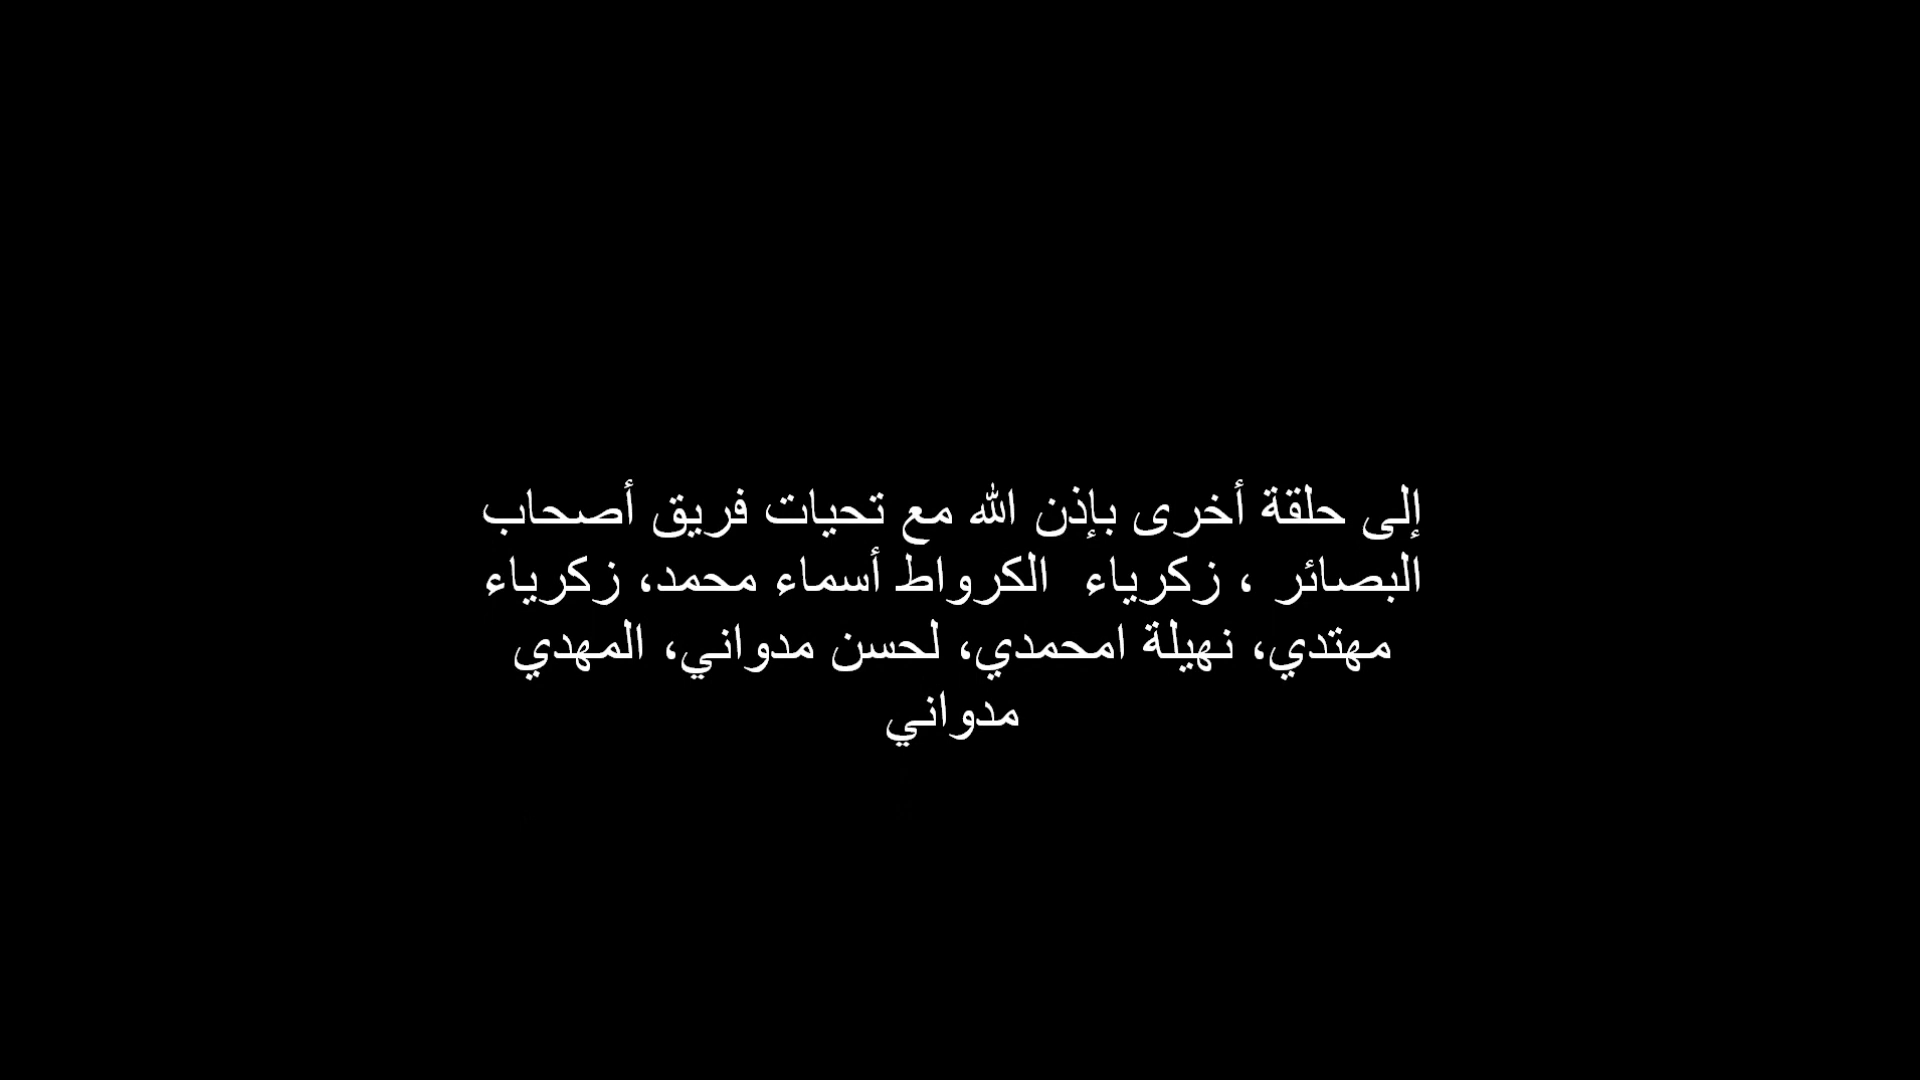 إلى حلقة أخرى بإذن الله مع تحيات فريق أصحاب
البصائر ، زكرياء  الكرواط أسماء محمد، زكرياء
مهتدي، نهيلة امحمدي، لحسن مدواني، المهدي
مدواني